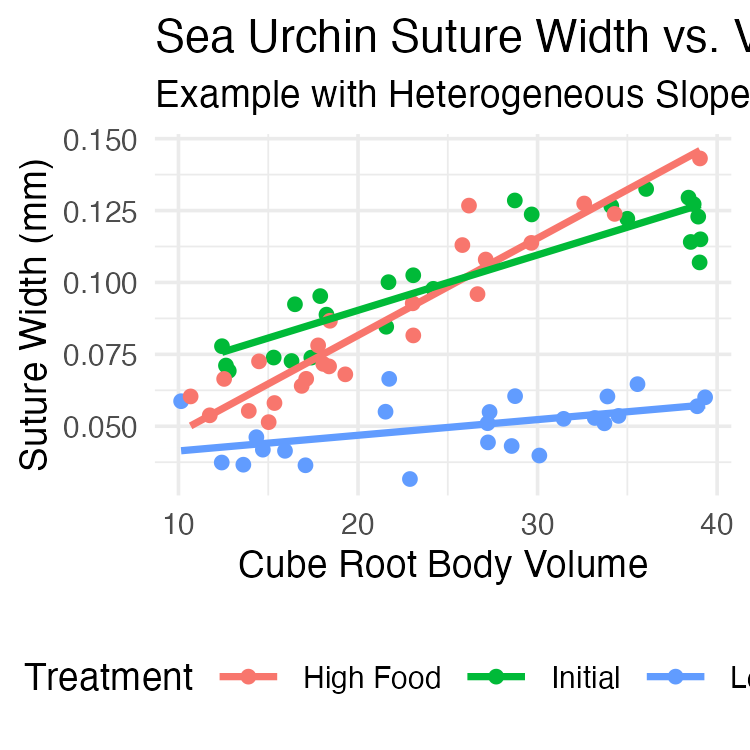 Sea Urchin Suture Width vs. V
Example with Heterogeneous Slope
0.150
0.125
0.100
0.075
0.050
Suture Width (mm)
10 20 30 40
Cube Root Body Volume
Treatment High Food Initial L